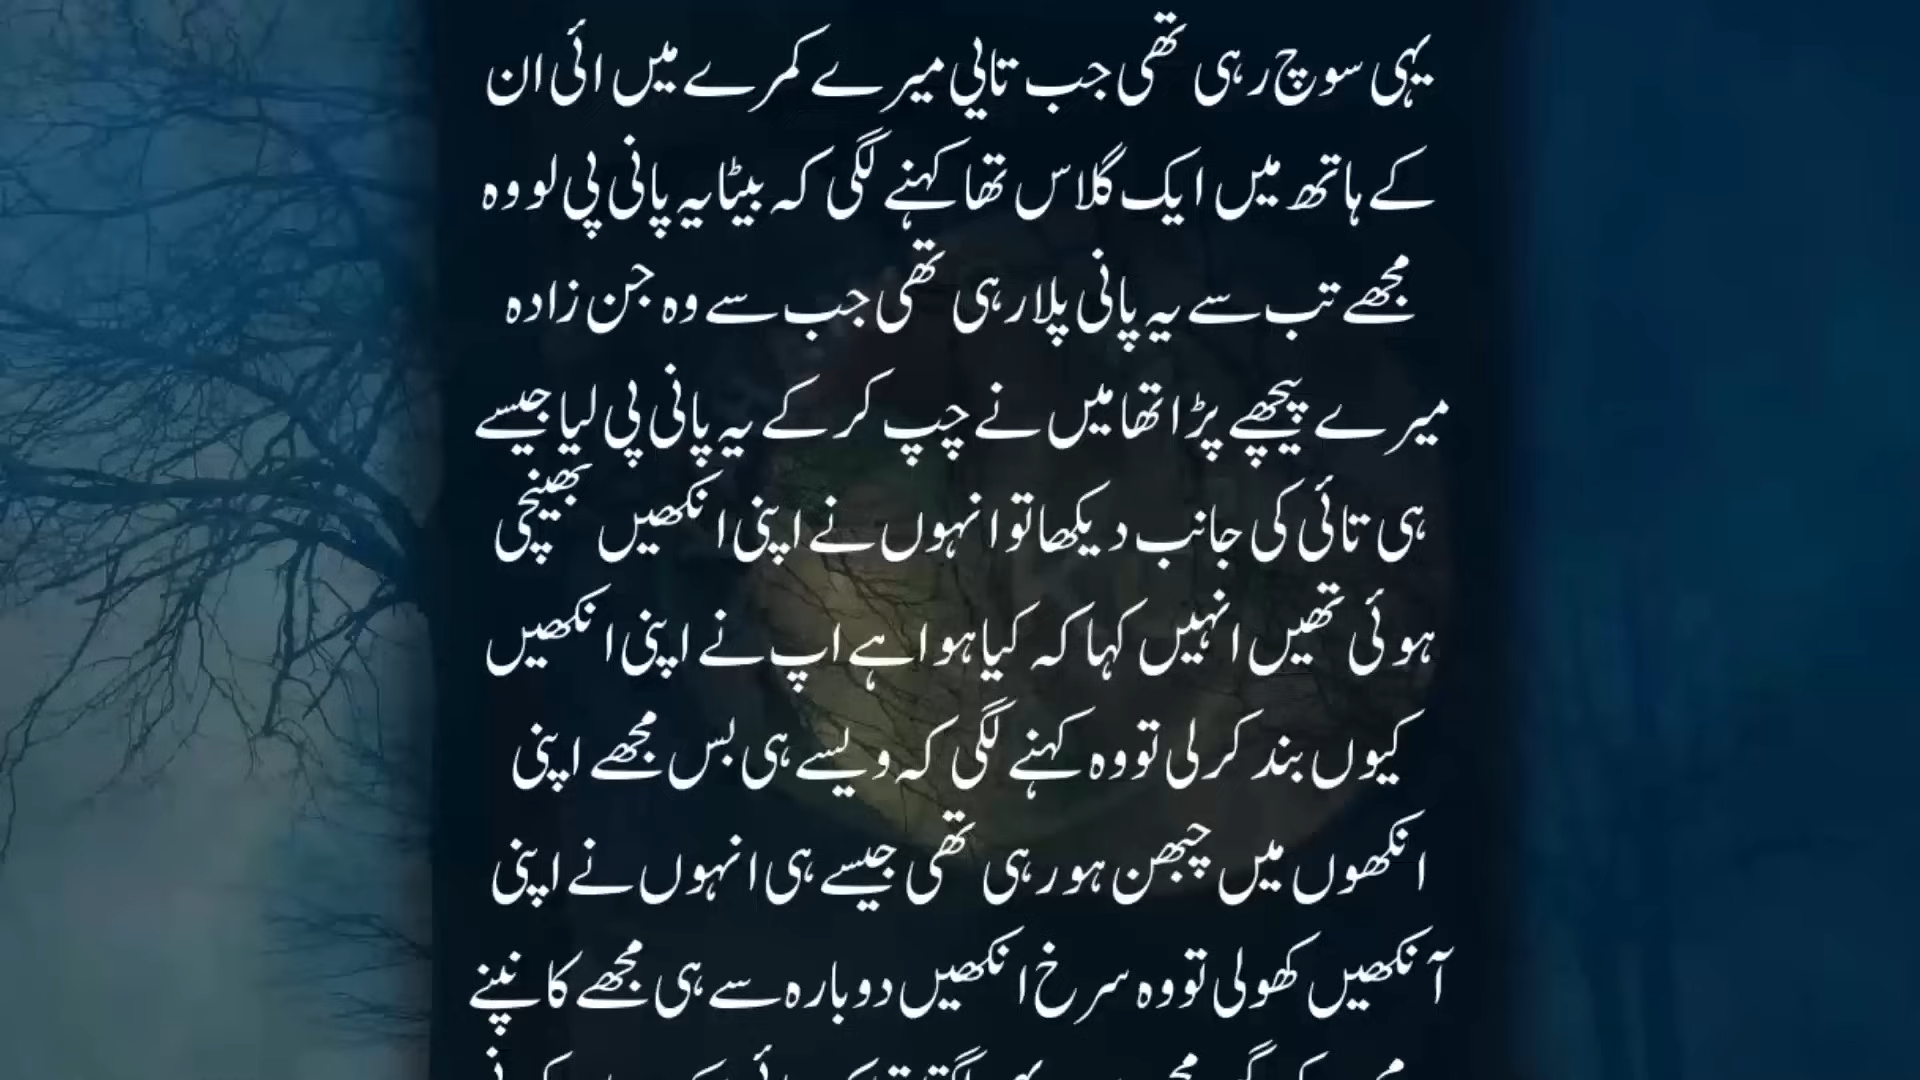 یہی سوچ رہی تھی جب تایی میرے کمرے میں ائی ان
کے ہاتھ میں ایک گلاس تھا کہنے لگی کہ بیٹا یہ پانی پی لو وہ
مجھے تب سے یہ پانی پلا رہی تھی جب سے وہ جن زادہ
میرے پیچھے پڑا تھا میں نے چپ کر کے یہ پانی پی لیا جیسے
ہی تائی کی جانب دیکھا تو انہوں نے اپنی انکھیں بھینچی
ہوئی تھیں انہیں کہا کہ کیا ہوا ہے اپ نے اپنی انکھیں
کیوں بند کر لی تو وہ کہنے لگی کہ ویسے ہی بس مجھے اپنی
انکھوں میں چبھن ہو رہی تھی جیسے ہی انہوں نے اپنی
آنکھیں کھولی تو وہ سرخ انکھیں دوبارہ سے ہی مجھے کانپنے